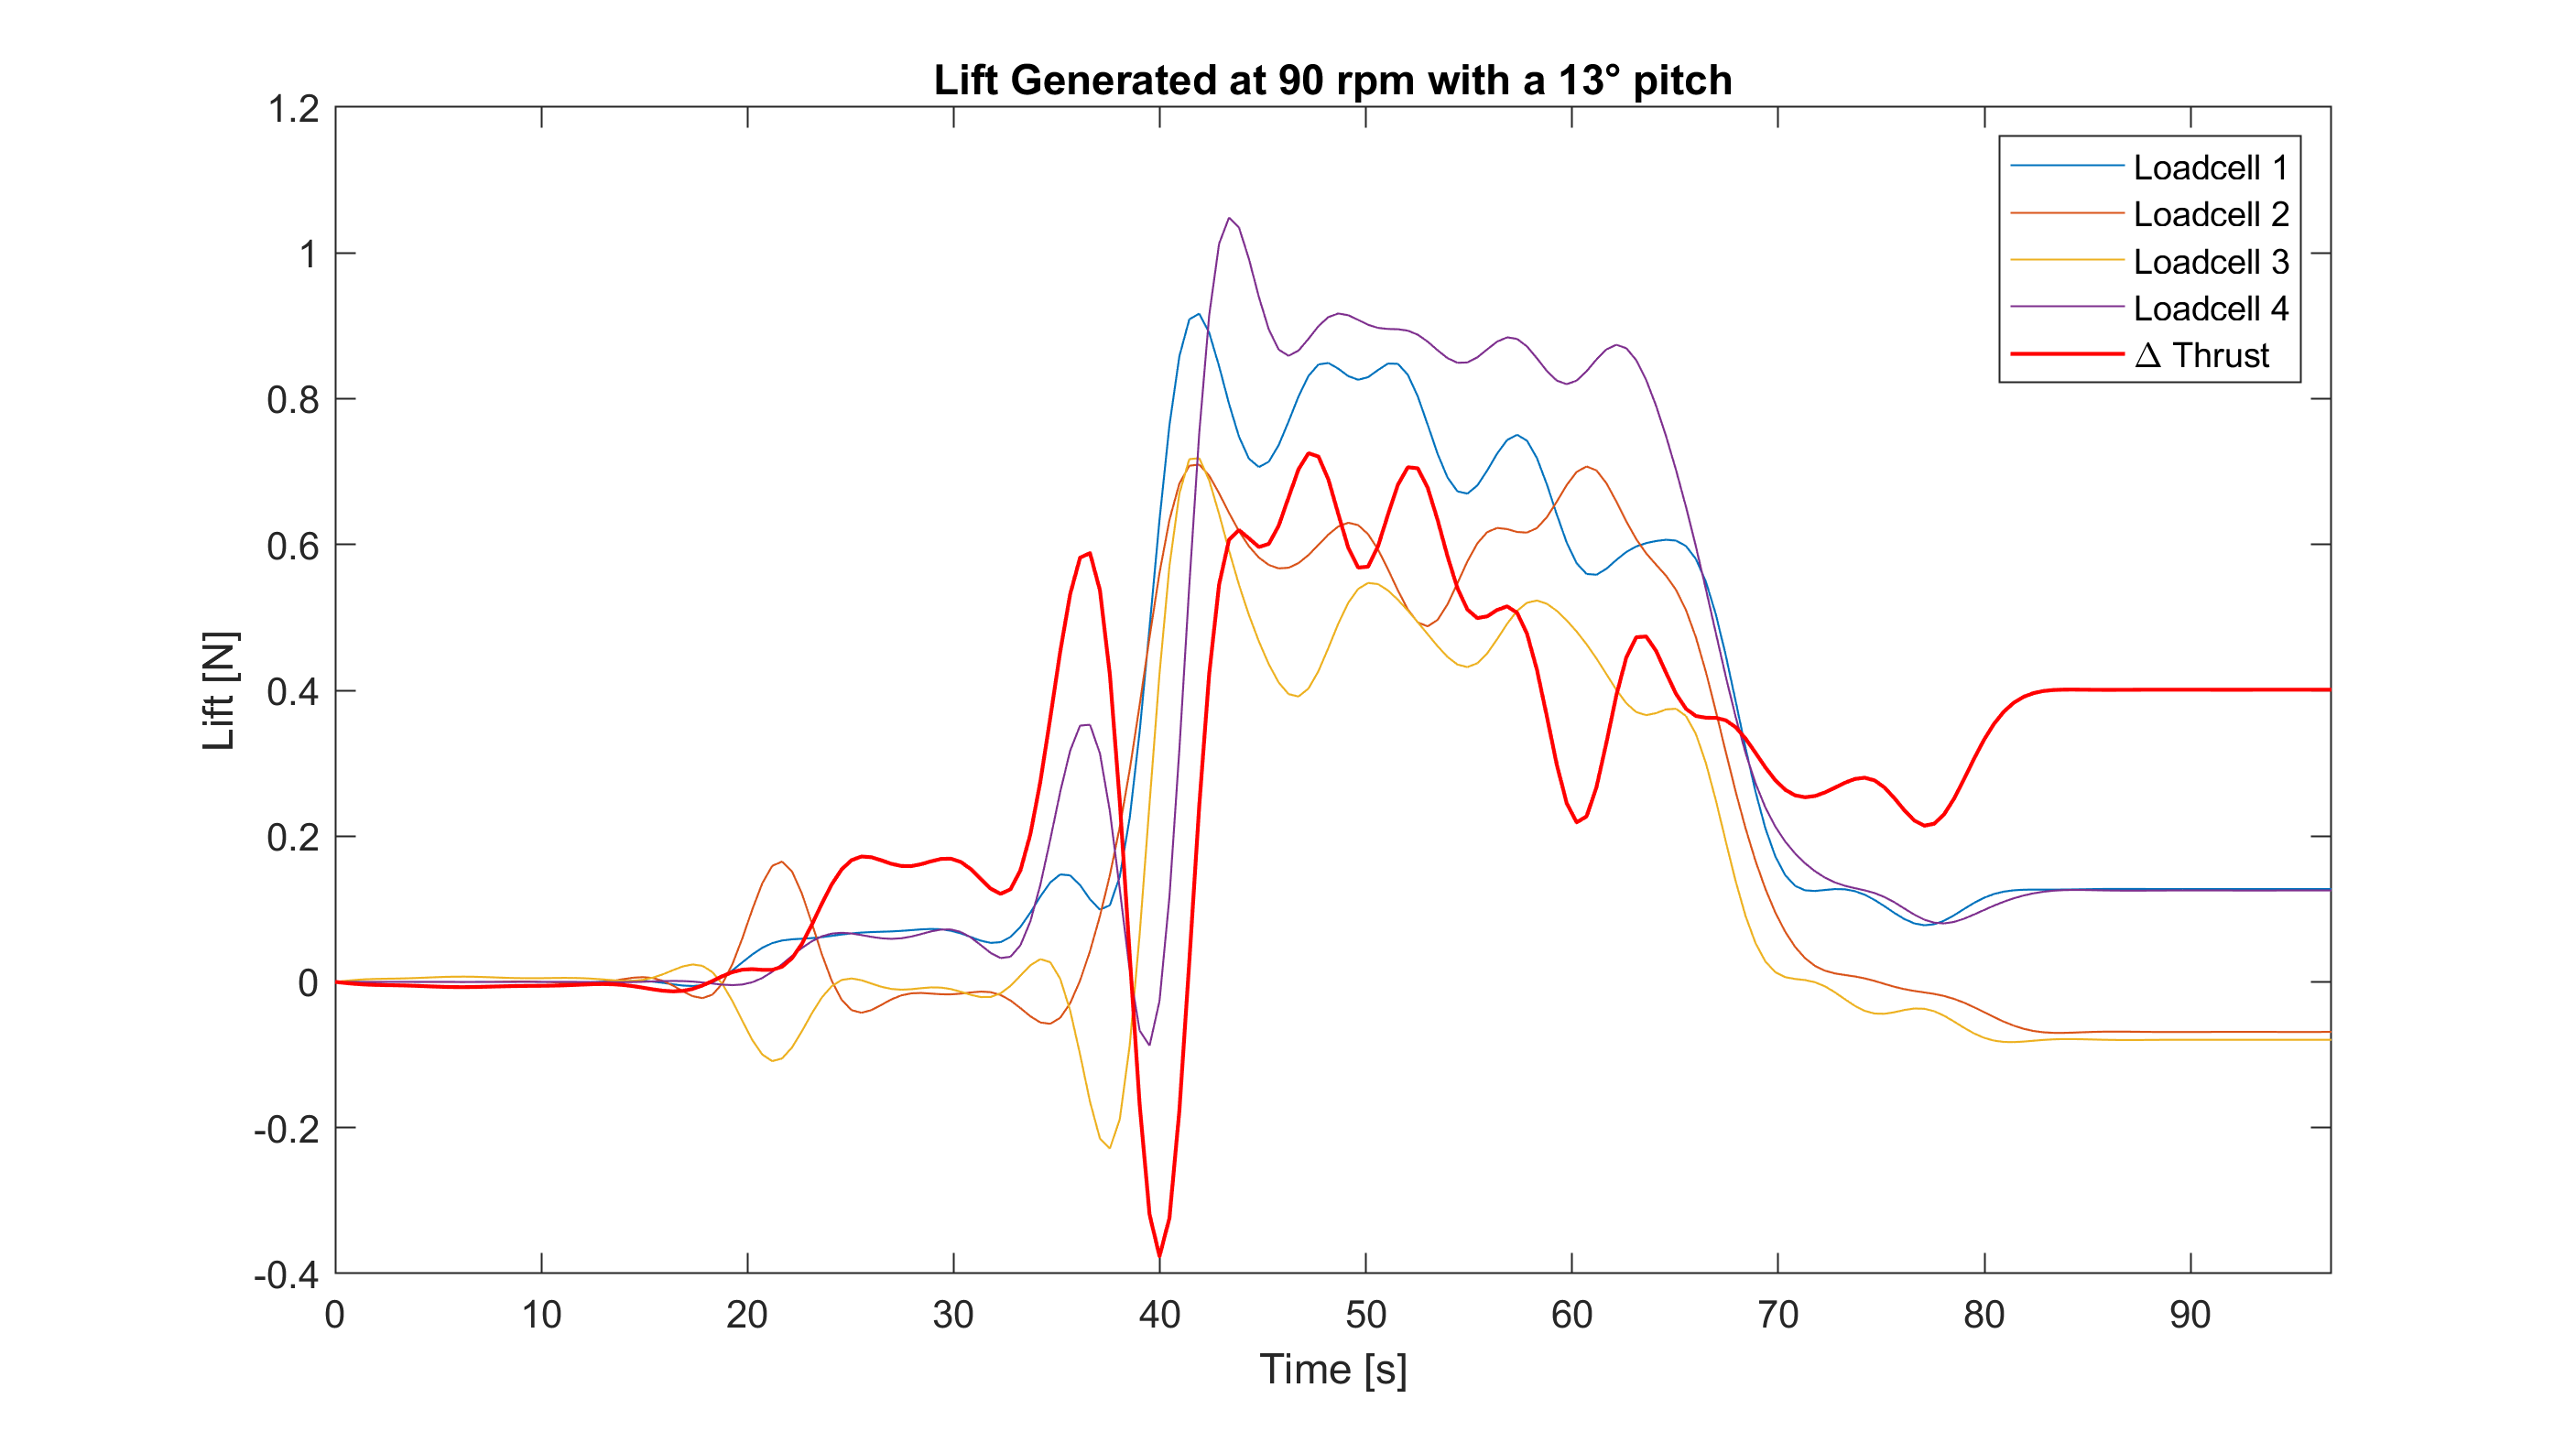 Lift Generated at 90 rpm with a 13° pitch
1.2
1
0.8
0.6
0.4
0.2
0
-0.2
-0.4
Lift [N]
Loadcell 1
Loadcell 2
Loadcell 3
Loadcell 4
Δ Thrust
0 10 20 30 40 50 60 70 80 90
Time [s]